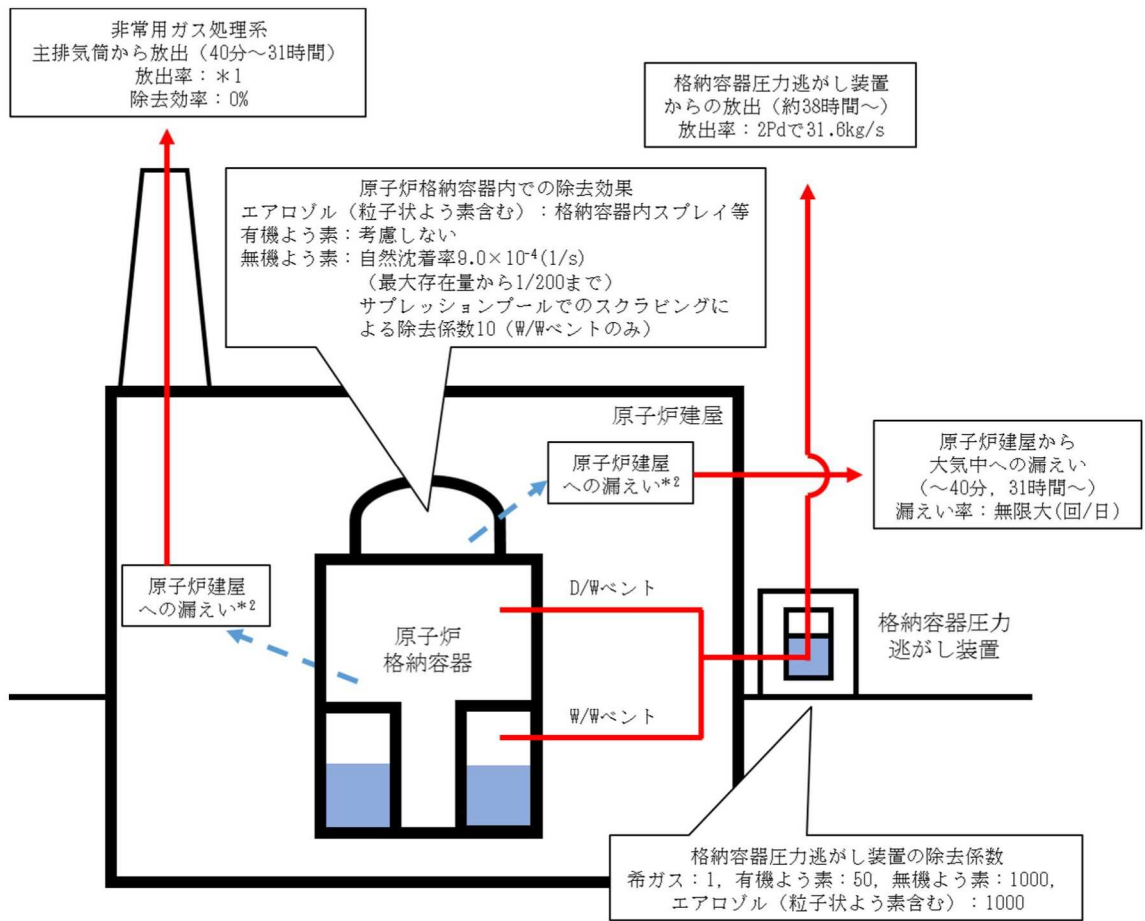 非常用ガス処理系
主排気筒から放出（40分～31時間）
放出率：＊1
除去効率：0%
格納容器圧力逃がし装置
からの放出（約38時間～）
放出率：2Pdで31.6kg/s
原子炉格納容器内での除去効果
エアロゾル（粒子状よう素含む）：格納容器内スプレイ等
有機よう素：考慮しない
無機よう素：自然沈着率9.0×10⁻⁴(1/s)
（最大存在量から1/200まで）
サプレッションプールでのスクラビングに
よる除去係数10（W/Wベントのみ）
原子炉建屋
原子炉建屋
への漏えい*2
原子炉建屋から
大気中への漏えい
（～40分，31時間～）
漏えい率：無限大(回/日)
原子炉建屋
への漏えい*2
原子炉
格納容器
D/Wベント
W/Wベント
格納容器圧力
逃がし装置
格納容器圧力逃がし装置の除去係数
希ガス：1，有機よう素：50，無機よう素：1000，
エアロゾル（粒子状よう素含む）：1000